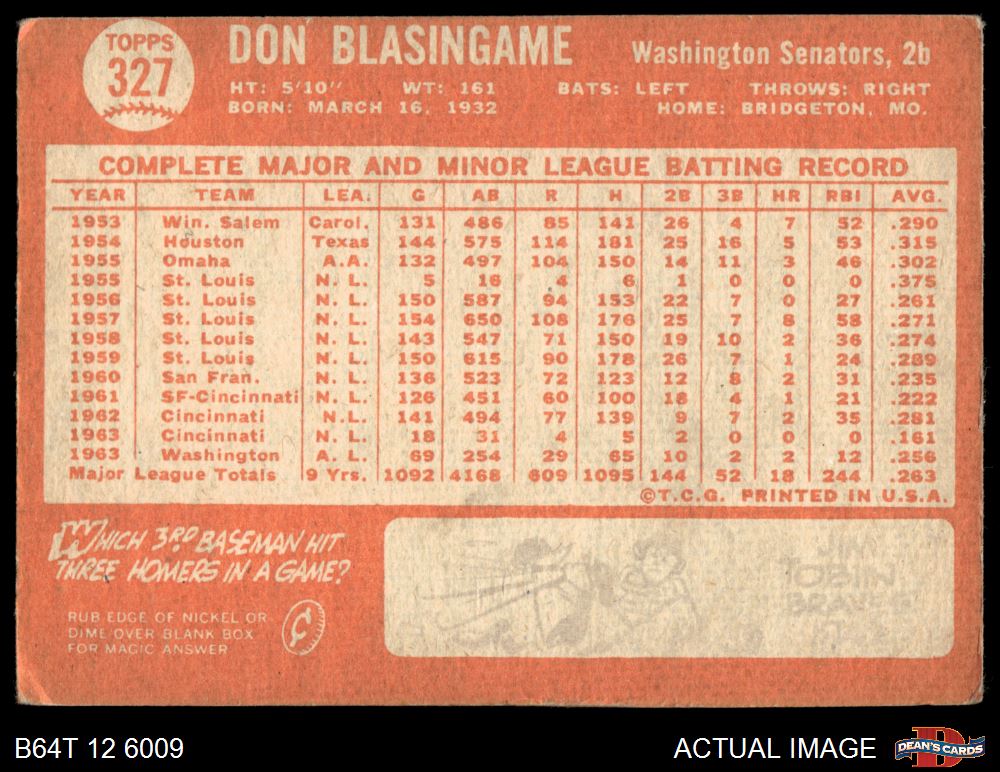 TOPPS
327
DON BLASINGAME
Washington Senators, 2b
HT: 5'10" WT: 161 BATS: LEFT THROWS: RIGHT
BORN: MARCH 16, 1932 HOME: BRIDGETON, MO.
COMPLETE MAJOR AND MINOR LEAGUE BATTING RECORD
YEAR TEAM LEA. G AB R H 2B 3B HR RBI AVG.
1953 Win. Salem Carol. 131 486 85 141 26 4 7 52 .290
1954 Houston Texas 144 575 114 181 25 16 5 53 .315
1955 Omaha A.A. 132 497 104 150 14 11 3 46 .302
1955 St. Louis N. L. 5 16 4 6 1 0 0 0 .375
1956 St. Louis N. L. 150 587 94 153 22 7 0 27 .261
1957 St. Louis N. L. 154 650 108 176 25 7 8 58 .271
1958 St. Louis N. L. 143 547 71 150 19 10 2 36 .274
1959 St. Louis N. L. 150 615 90 178 26 7 1 24 .289
1960 San Fran. N. L. 136 523 72 123 12 8 2 31 .235
1961 SF-Cincinnati N. L. 126 451 60 100 18 4 1 21 .222
1962 Cincinnati N.L. 141 494 77 139 9 7 2 35 .281
1963 Cincinnati N. L. 18 31 4 5 2 0 0 0 .161
1963 Washington A. L. 69 254 29 65 10 2 2 12 .256
Major League Totals 9 Yrs. 1092 4168 609 1095 144 52 18 244 .263
©T.C.G. PRINTED IN U.S.A.
WHICH 3RD BASEMAN HIT
THREE HOMERS IN A GAME?
RUB EDGE OF NICKEL OR
DIME OVER BLANK BOX
FOR MAGIC ANSWER
¢
JIM
TOBIN
BRAVES
B64T 12 6009
ACTUAL IMAGE
D
DEAN'S CARDS